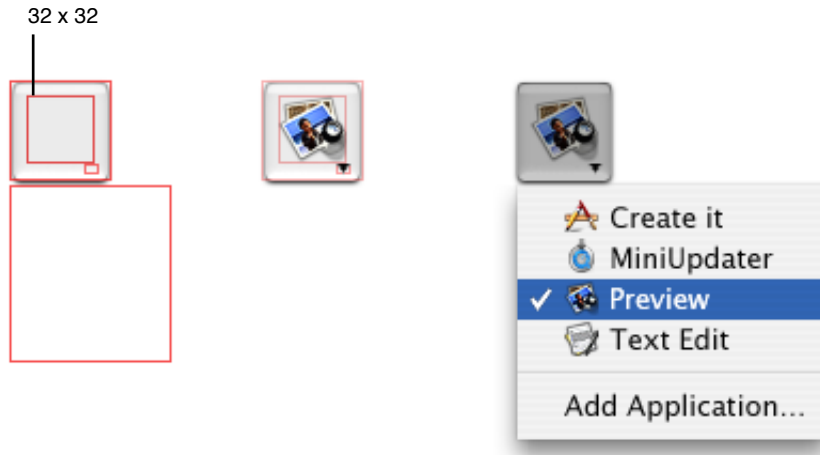 32 x 32
Create it
MiniUpdater
Preview
Text Edit
Add Application...